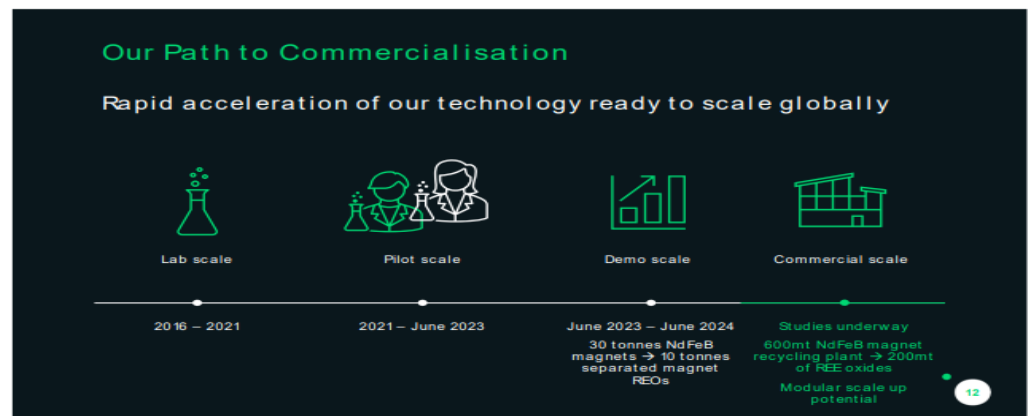 Our Path to Commercialisation
Rapid acceleration of our technology ready to scale globally
Lab scale
Pilot scale
Demo scale
Commercial scale
2016 – 2021
2021 – June 2023
June 2023 – June 2024
30 tonnes NdFeB
magnets → 10 tonnes
separated magnet
REOs
Studies underway
600mt NdFeB magnet
recycling plant → 200mt
of REE oxides
Modular scale up
potential
12